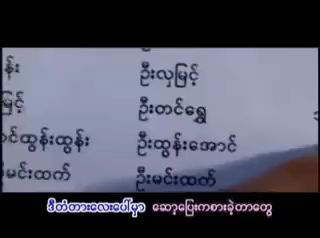 န်း ဦးလှမြင့်
မြင့် ဦးတင်ရွှေ
ထွန်းထွန်း ဦးထွန်းအောင်
မင်းထက် ဦးမင်းထက်
ဒီတံတားလေးပေါ်မှာ ဆော့ပြေးကစားခဲ့တာတွေ